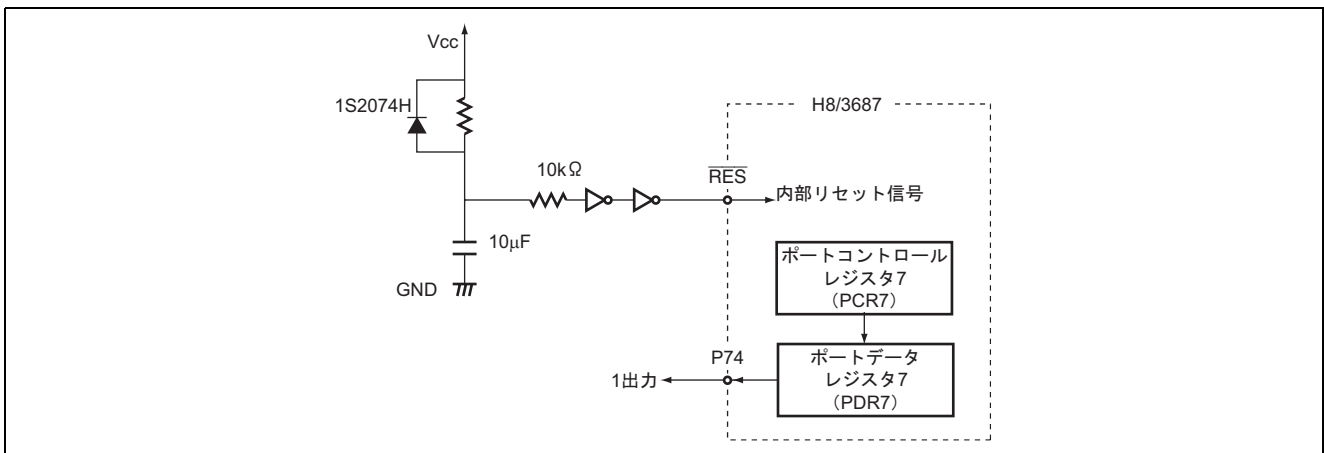 Vcc
1S2074H
H8/3687
10kΩ
RES
内部リセット信号
10μF
GND
ポートコントロール
レジスタ7
（PCR7）
P74
1出力
ポートデータ
レジスタ7
（PDR7）